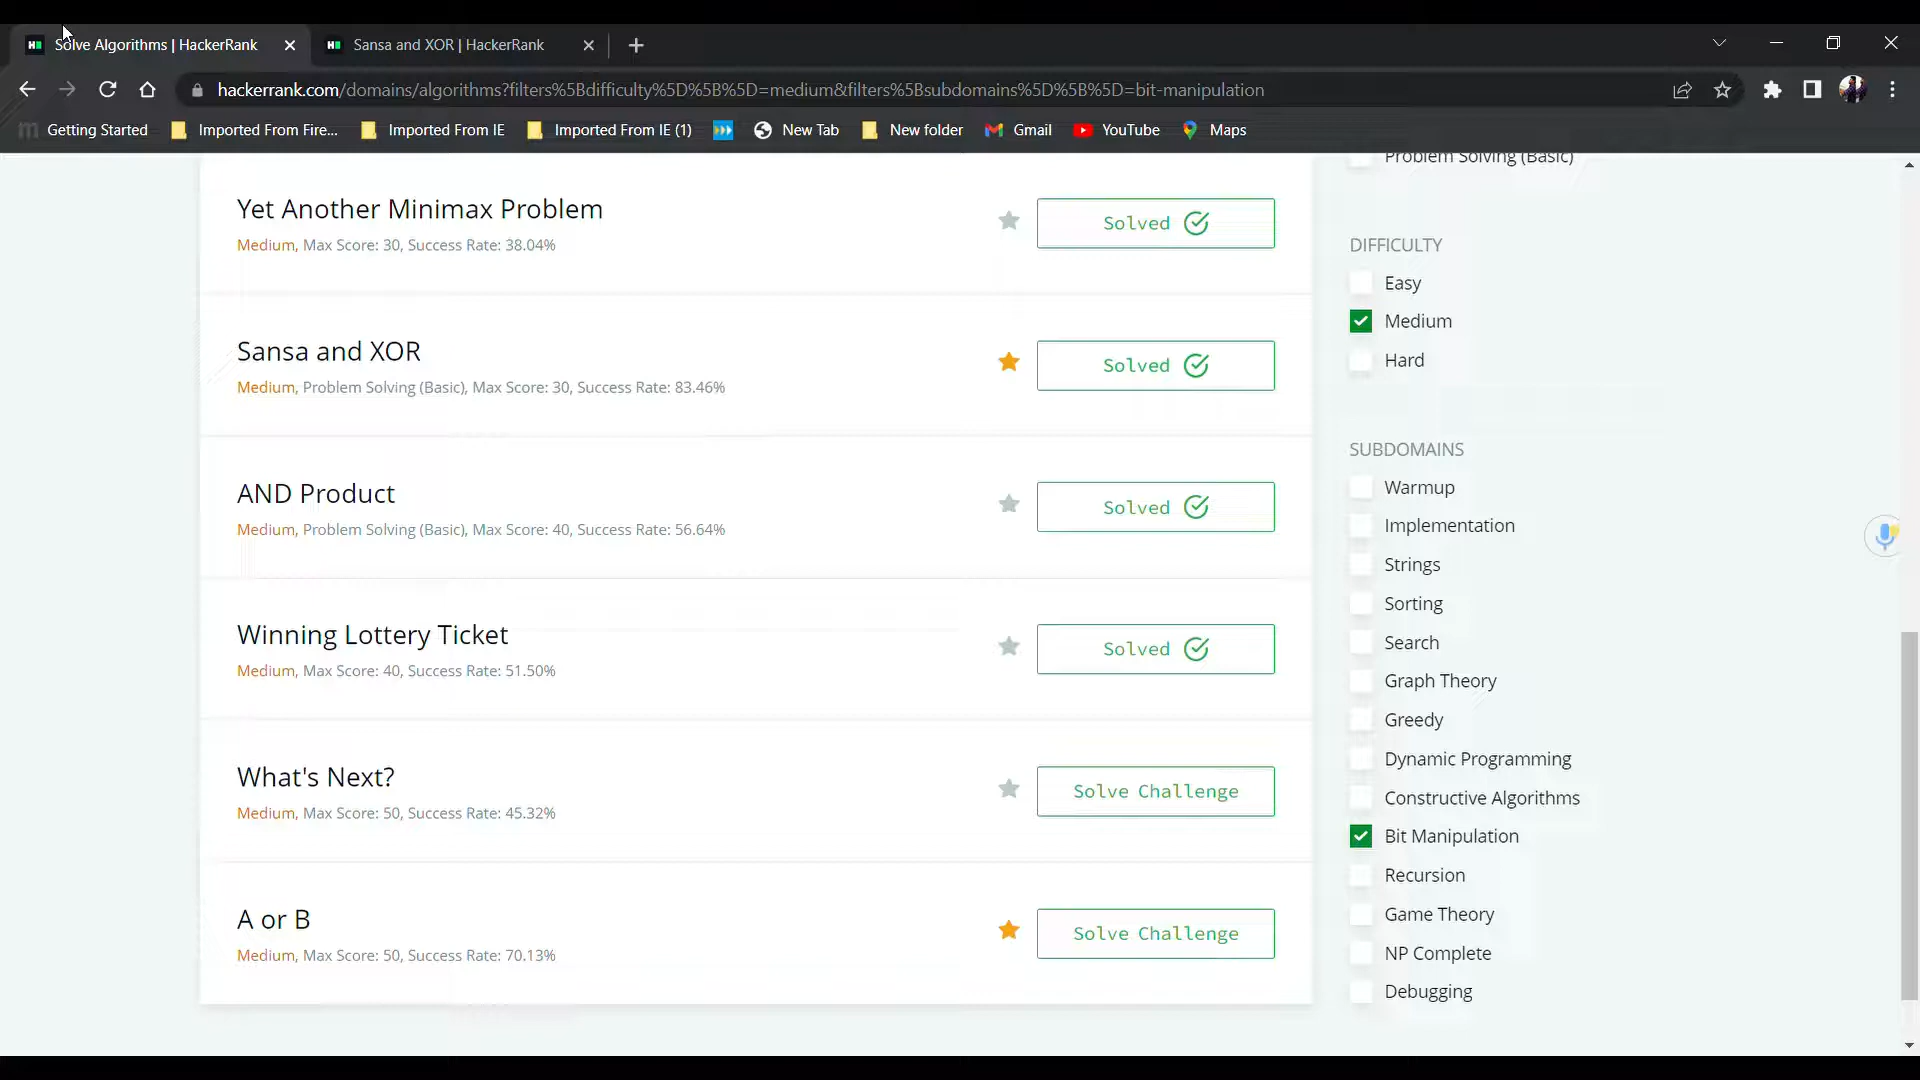 Solve Algorithms | HackerRank
Sansa and XOR | HackerRank
hackerrank.com/domains/algorithms?filters%5Bdifficulty%5D%5B%5D=medium&filters%5Bsubdomains%5D%5B%5D=bit-manipulation
Getting Started
Imported From Fire...
Imported From IE
Imported From IE (1)
New Tab
New folder
Gmail
YouTube
Maps
Yet Another Minimax Problem
Medium, Max Score: 30, Success Rate: 38.04%
Solved
Sansa and XOR
Medium, Problem Solving (Basic), Max Score: 30, Success Rate: 83.46%
Solved
AND Product
Medium, Problem Solving (Basic), Max Score: 40, Success Rate: 56.64%
Solved
Winning Lottery Ticket
Medium, Max Score: 40, Success Rate: 51.50%
Solved
What's Next?
Medium, Max Score: 50, Success Rate: 45.32%
Solve Challenge
A or B
Medium, Max Score: 50, Success Rate: 70.13%
Solve Challenge
Problem Solving (Basic)
DIFFICULTY
Easy
Medium
Hard
SUBDOMAINS
Warmup
Implementation
Strings
Sorting
Search
Graph Theory
Greedy
Dynamic Programming
Constructive Algorithms
Bit Manipulation
Recursion
Game Theory
NP Complete
Debugging